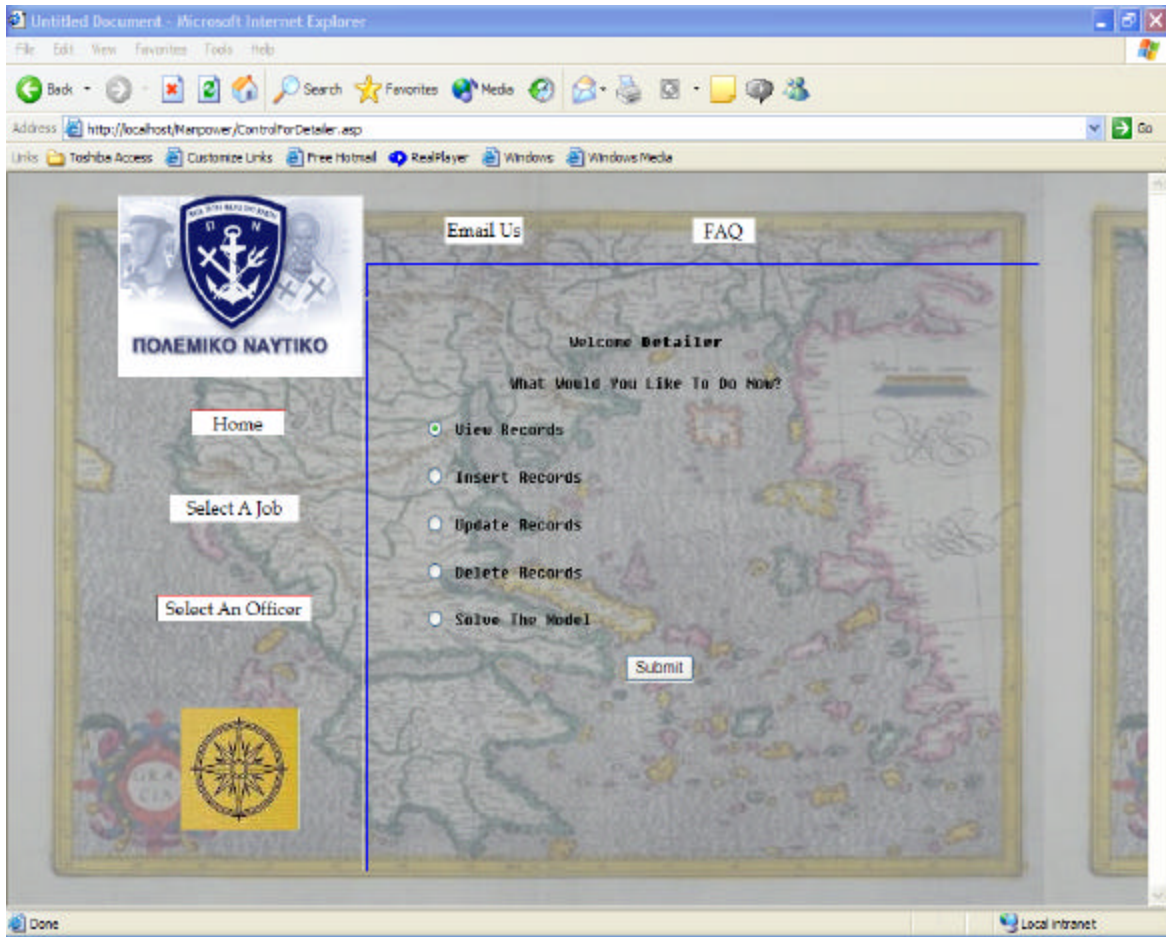 Untitled Document - Microsoft Internet Explorer
File Edit View Favorites Tools Help
Back Search Favorites Media
Address http://localhost/Manpower/ControlForDetailer.asp Go
Links Toshiba Access Customize Links Free Hotmail RealPlayer Windows Windows Media
Π Ν
ΠΟΛΕΜΙΚΟ ΝΑΥΤΙΚΟ
Email Us FAQ
Home
Select A Job
Select An Officer
Welcome Detailer
What Would You Like To Do Now?
View Records
Insert Records
Update Records
Delete Records
Solve The Model
Submit
GRÆ
CIA
Done Local intranet